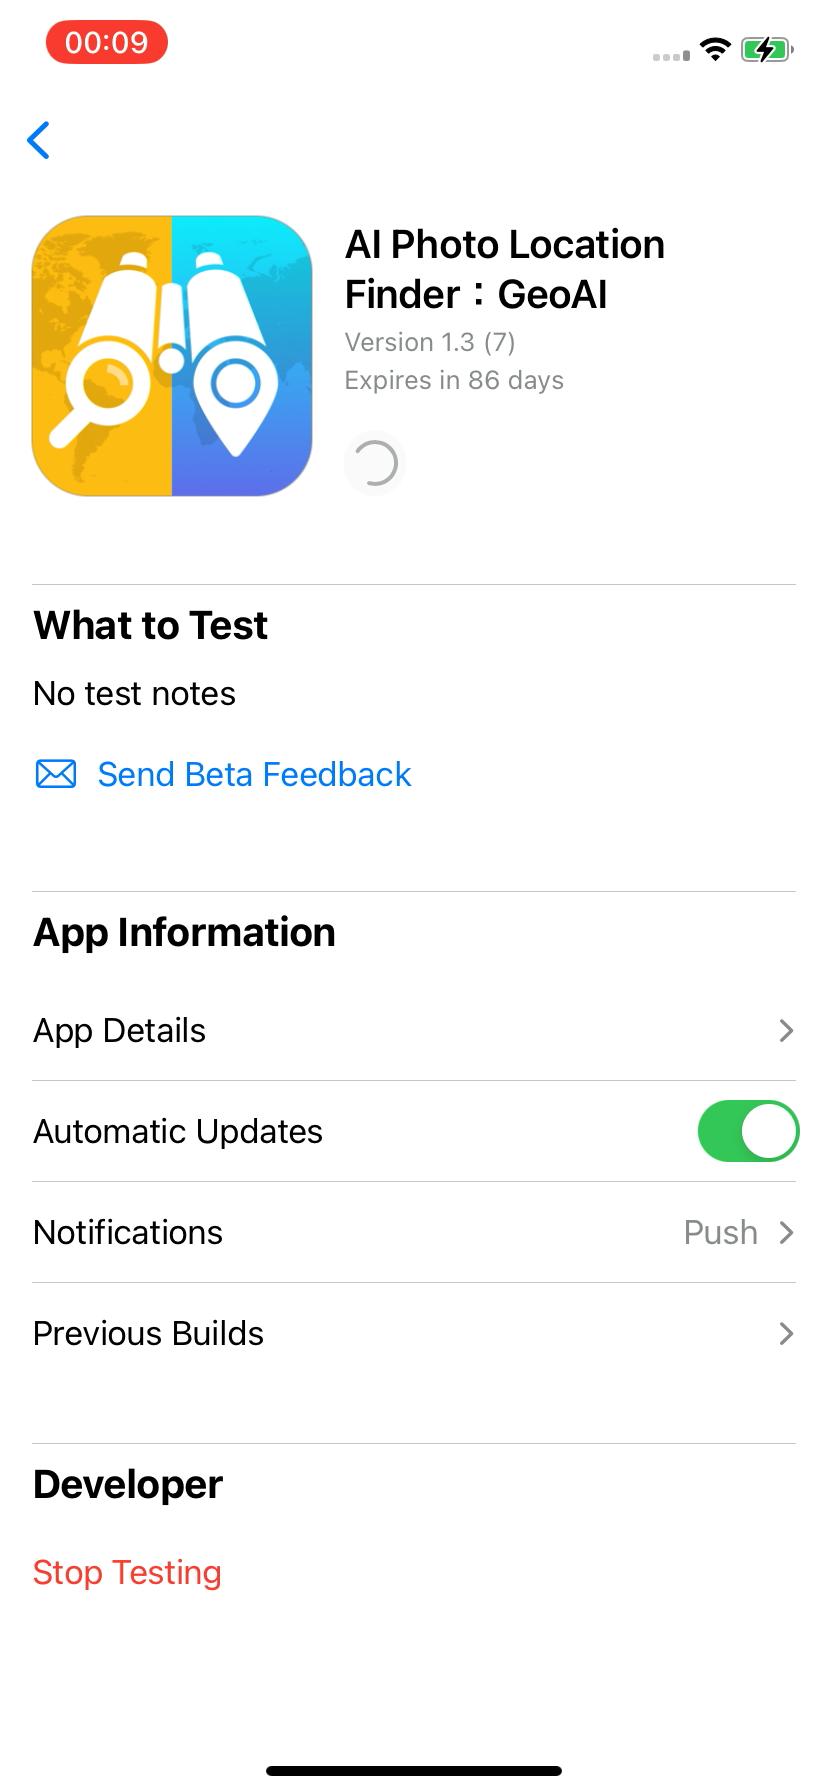 00:09
AI Photo Location
Finder : GeoAI
Version 1.3 (7)
Expires in 86 days
What to Test
No test notes
Send Beta Feedback
App Information
App Details
Automatic Updates
Notifications Push
Previous Builds
Developer
Stop Testing